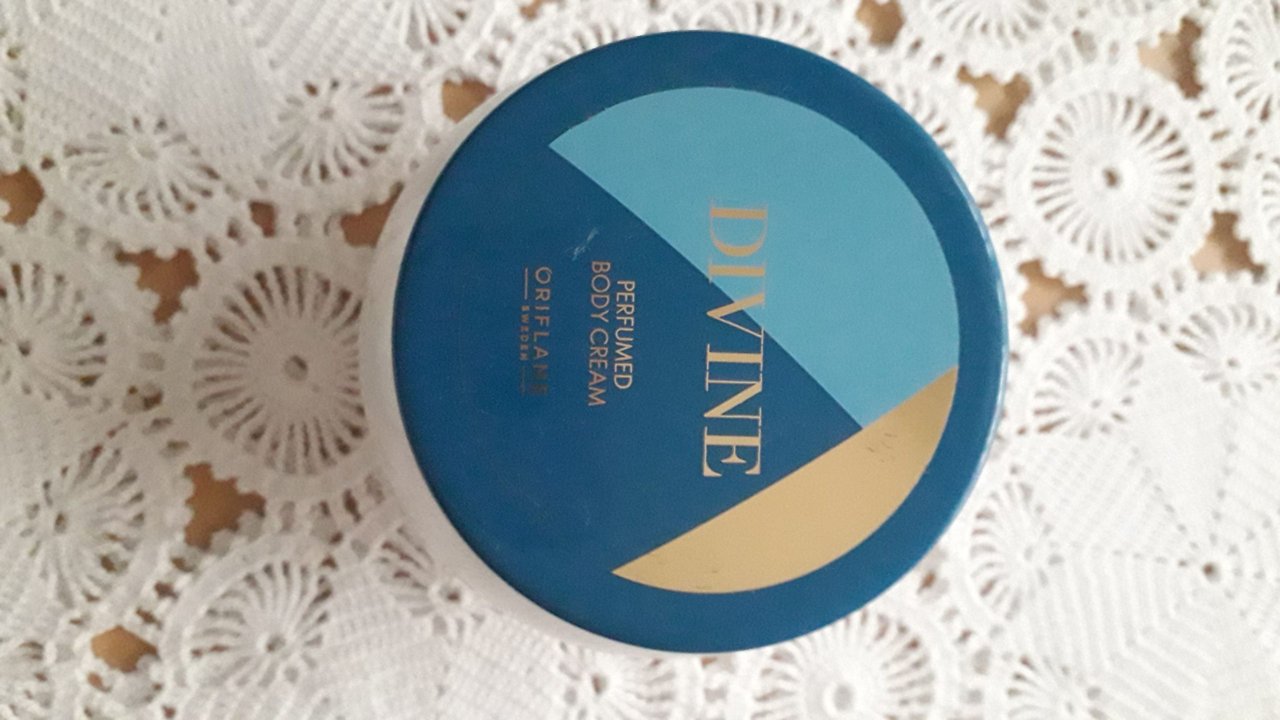 DIVINE
PERFUMED
BODY CREAM
ORIFLAME
SWEDEN